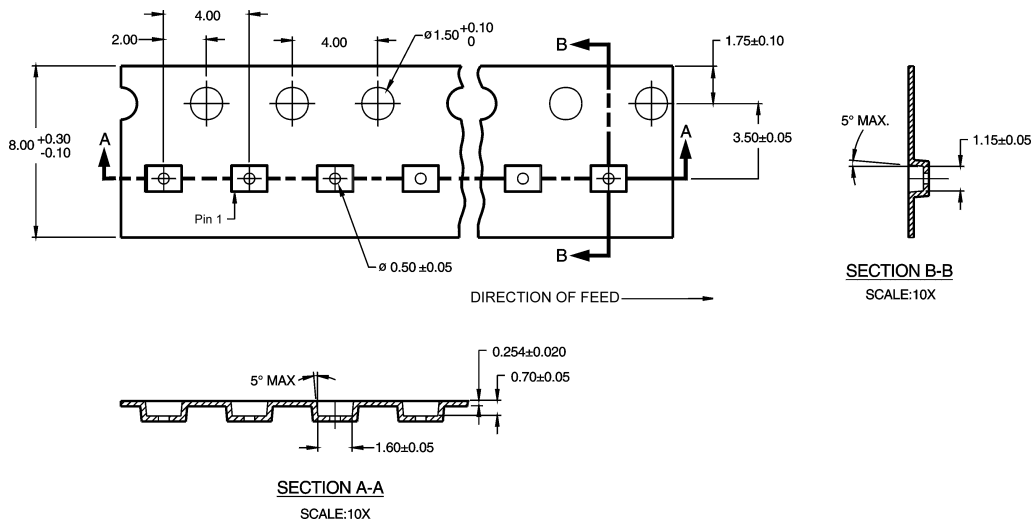 4.00
2.00
4.00
ø1.50 +0.10
0
B
1.75±0.10
8.00 +0.30
-0.10
A
A
3.50±0.05
5° MAX.
1.15±0.05
Pin 1
B
ø 0.50 ±0.05
SECTION B-B
SCALE:10X
DIRECTION OF FEED
0.254±0.020
5° MAX
0.70±0.05
1.60±0.05
SECTION A-A
SCALE:10X